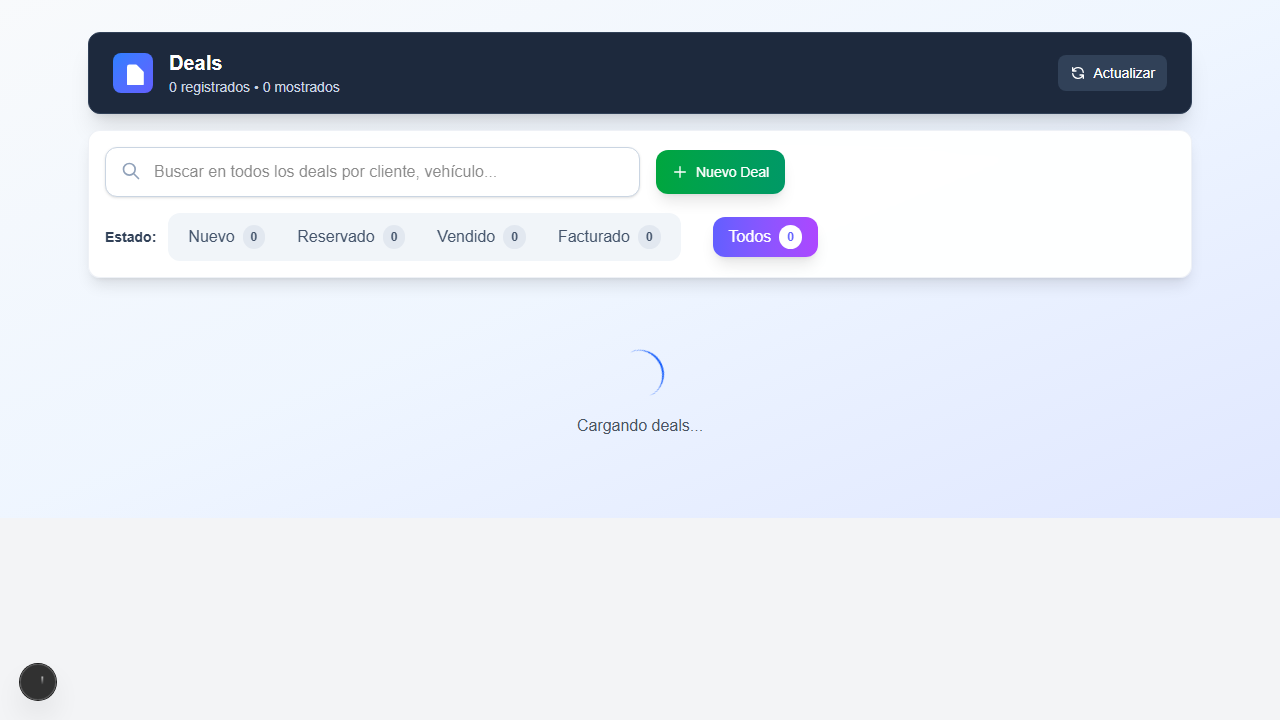 Deals
0 registrados • 0 mostrados
Actualizar
Buscar en todos los deals por cliente, vehículo...
Nuevo Deal
Estado:
Nuevo 0
Reservado 0
Vendido 0
Facturado 0
Todos 0
Cargando deals...